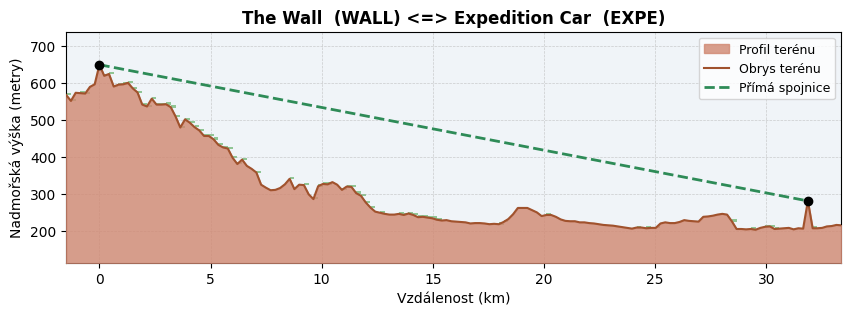 The Wall  (WALL) <=> Expedition Car  (EXPE)
Nadmořská výška (metry)
700
600
500
400
300
200
Profil terénu
Obrys terénu
Přímá spojnice
0 5 10 15 20 25 30
Vzdálenost (km)